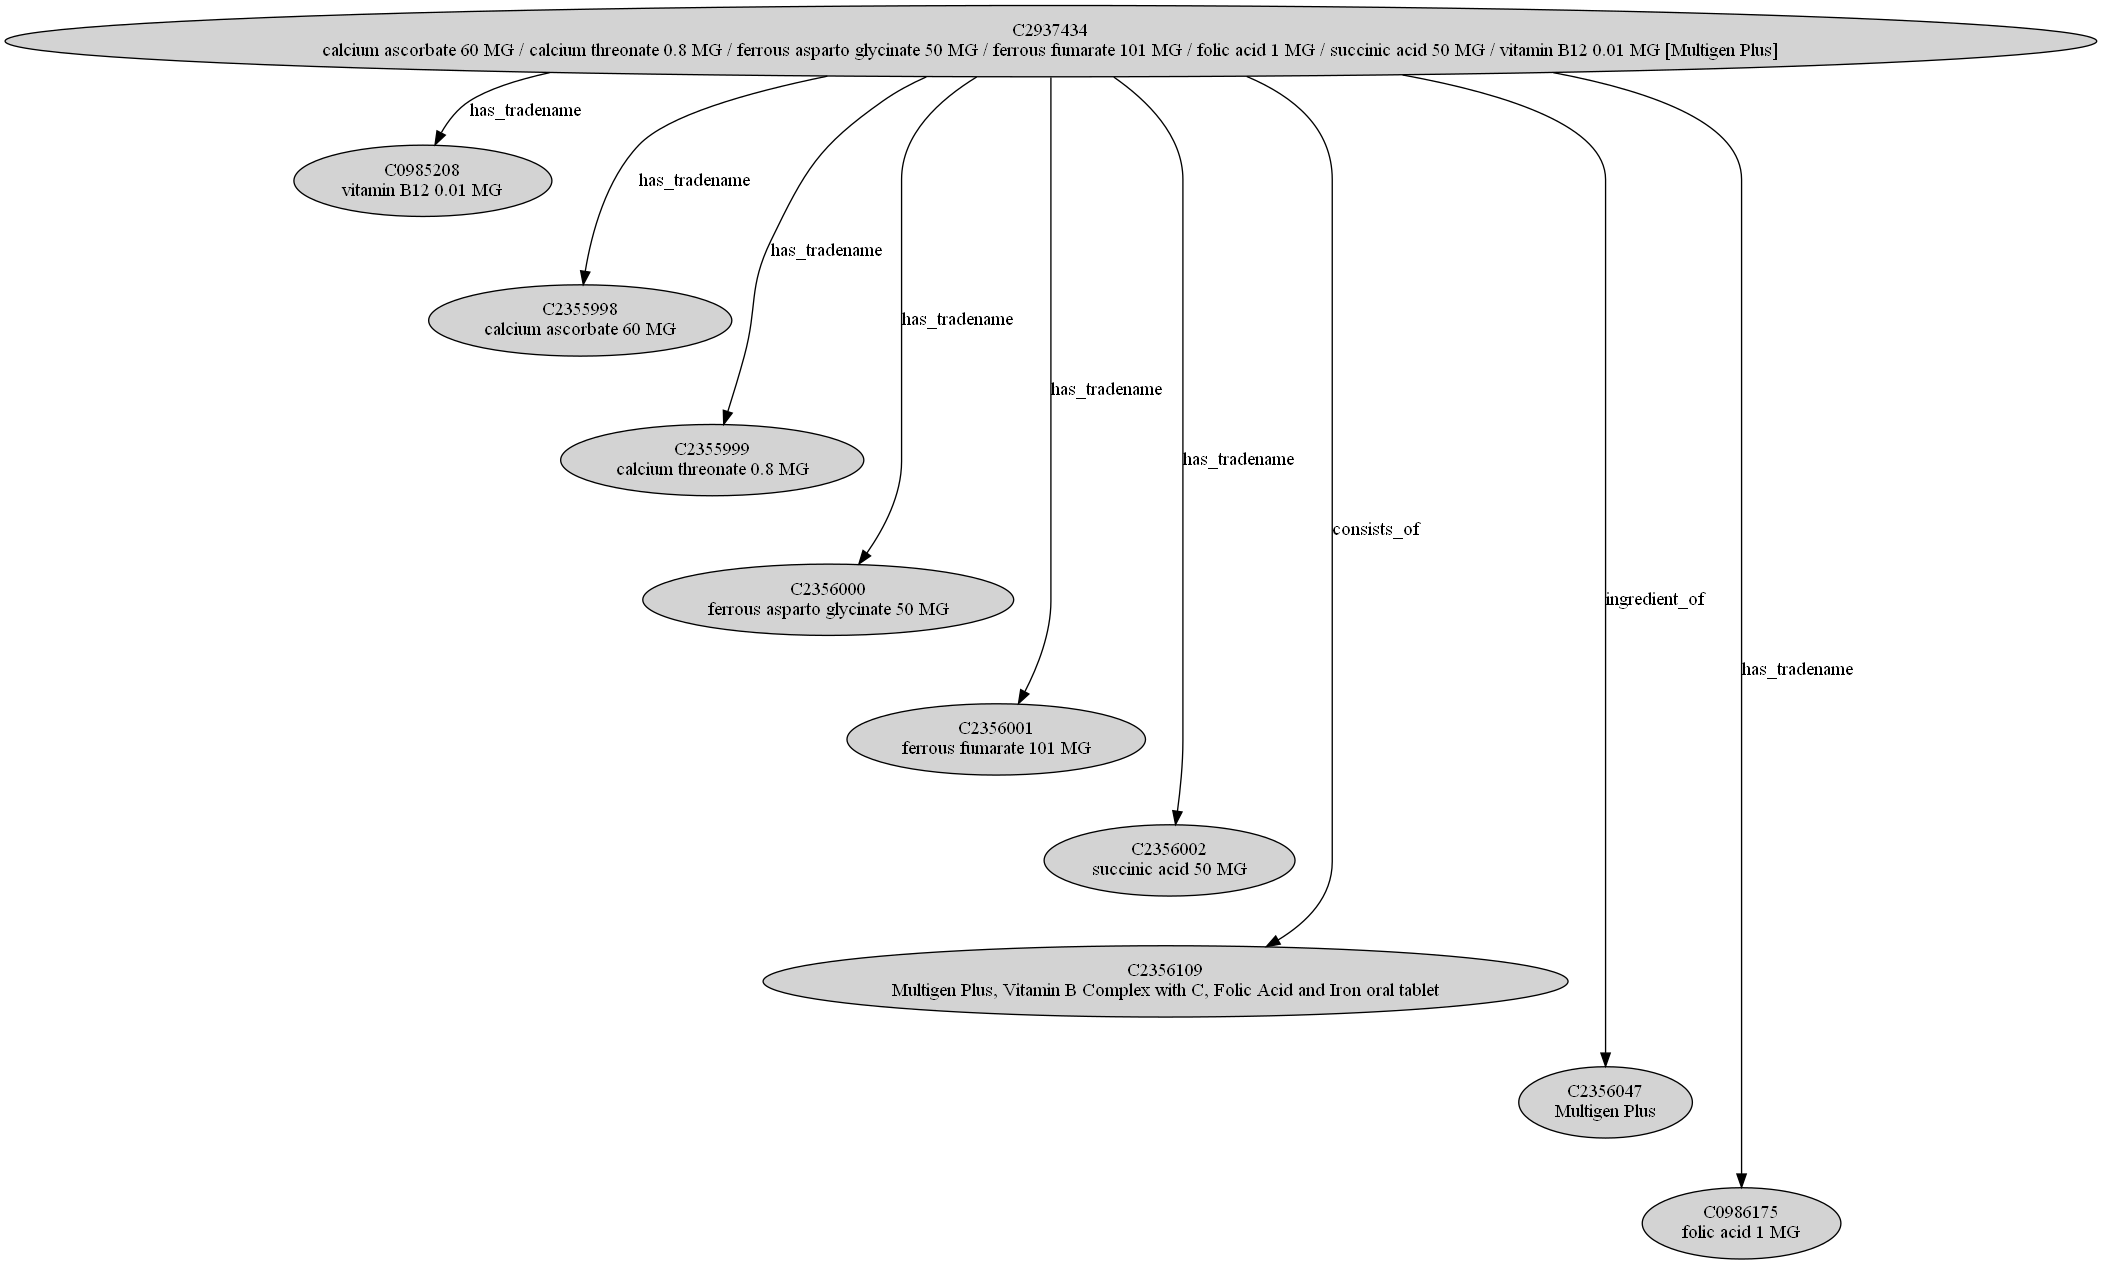 C2937434
calcium ascorbate 60 MG / calcium threonate 0.8 MG / ferrous asparto glycinate 50 MG / ferrous fumarate 101 MG / folic acid 1 MG / succinic acid 50 MG / vitamin B12 0.01 MG [Multigen Plus]
has_tradename
C0985208
vitamin B12 0.01 MG
has_tradename
C2355998
calcium ascorbate 60 MG
has_tradename
C2355999
calcium threonate 0.8 MG
has_tradename
C2356000
ferrous asparto glycinate 50 MG
has_tradename
C2356001
ferrous fumarate 101 MG
has_tradename
C2356002
succinic acid 50 MG
consists_of
C2356109
Multigen Plus, Vitamin B Complex with C, Folic Acid and Iron oral tablet
ingredient_of
C2356047
Multigen Plus
has_tradename
C0986175
folic acid 1 MG